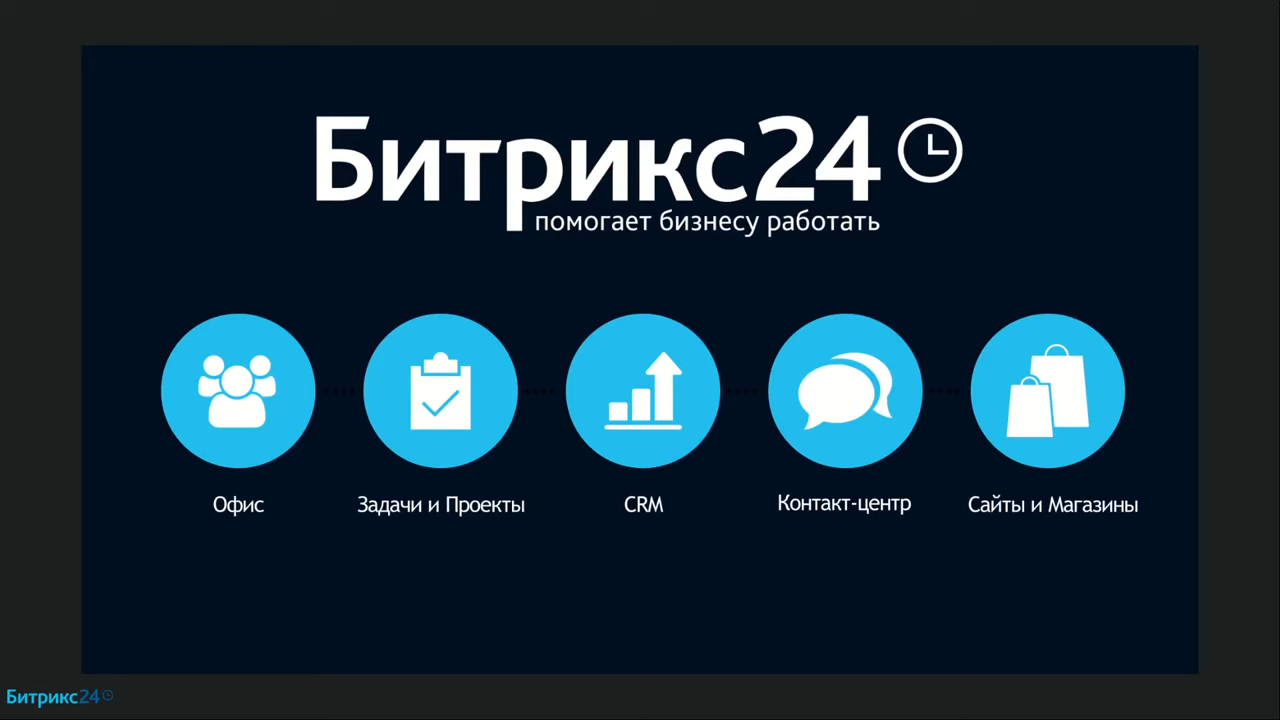 Битрикс24
помогает бизнесу работать
Офис
Задачи и Проекты
CRM
Контакт-центр
Сайты и Магазины
Битрикс24